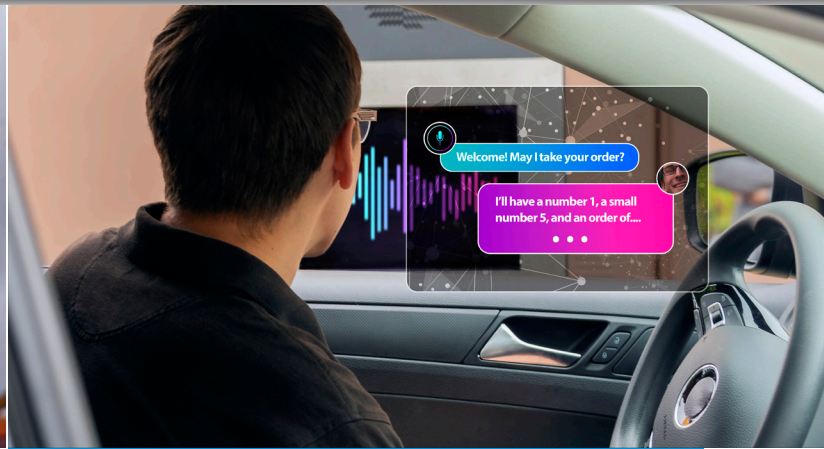 Welcome! May I take your order?
I'll have a number 1, a small
number 5, and an order of....